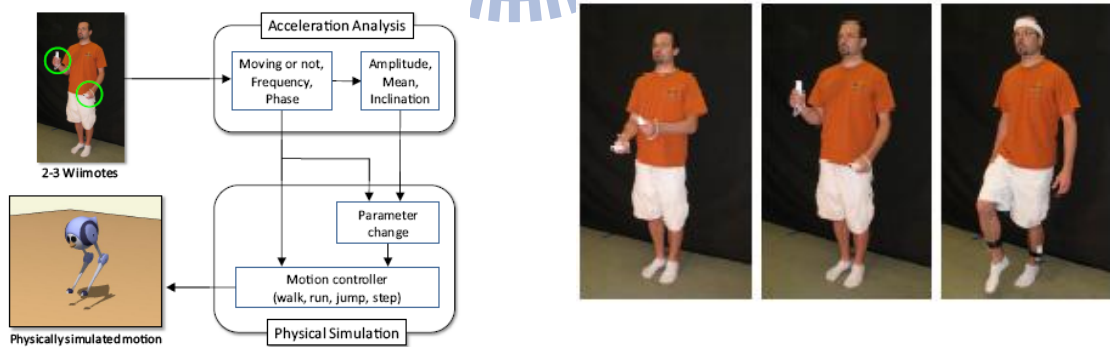 Acceleration Analysis
Moving or not,
Frequency,
Phase
Amplitude,
Mean,
Inclination
2-3 Wiimotes
Parameter
change
Motion controller
(walk, run, jump, step)
Physical Simulation
Physically simulated motion